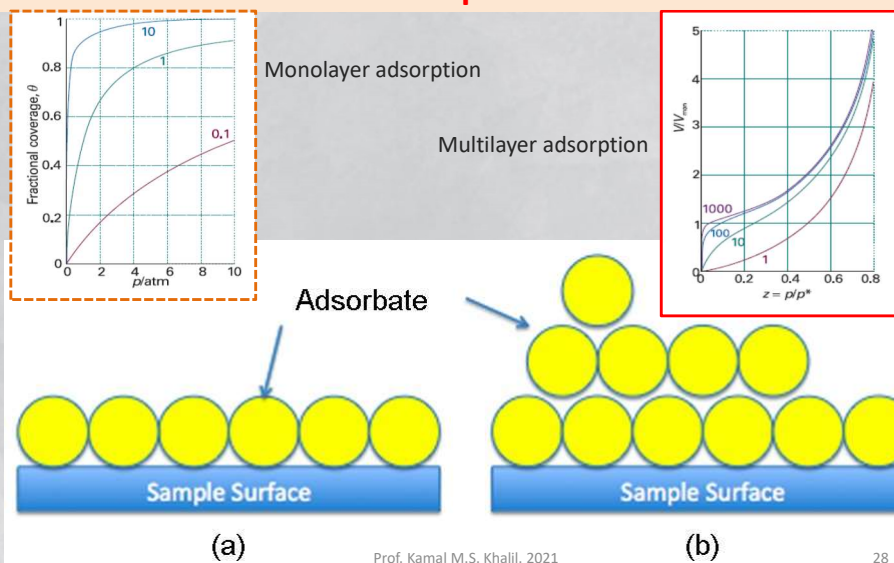 Monolayer adsorption
Multilayer adsorption
Fractional coverage, θ
1
0.8
0.6
0.4
0.2
0
10
1
0.1
0 2 4 6 8 10
p/atm
V/Vmon
5
4
3
2
1
0
1000
100
10
1
0 0.2 0.4 0.6 0.8
z = p/p*
Adsorbate
Sample Surface
Sample Surface
(a)
(b)
Prof. Kamal M.S. Khalil, 2021
28